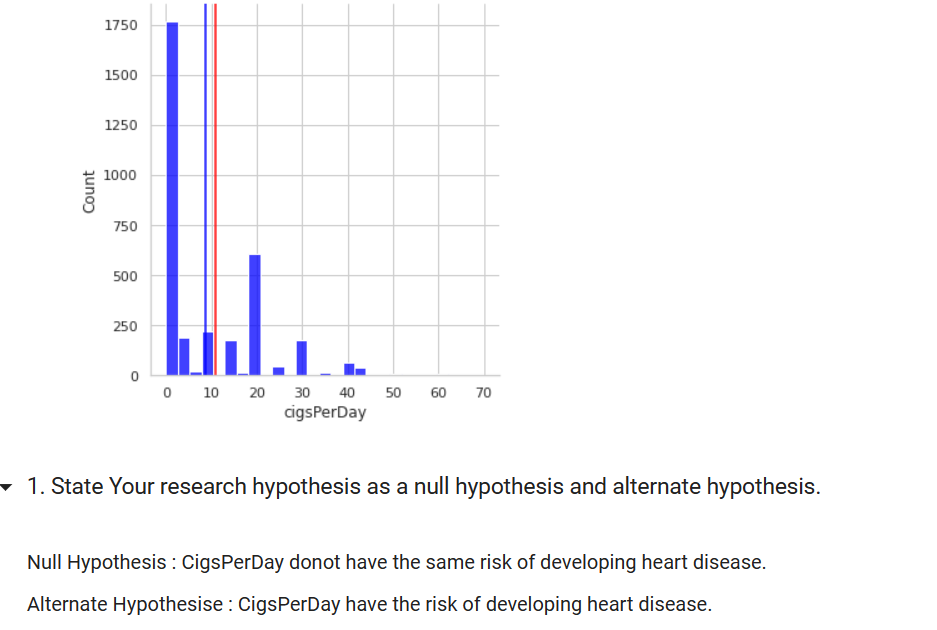 1750
1500
1250
1000
750
500
250
0
Count
0 10 20 30 40 50 60 70
cigsPerDay
1. State Your research hypothesis as a null hypothesis and alternate hypothesis.
Null Hypothesis : CigsPerDay donot have the same risk of developing heart disease.
Alternate Hypothesise : CigsPerDay have the risk of developing heart disease.